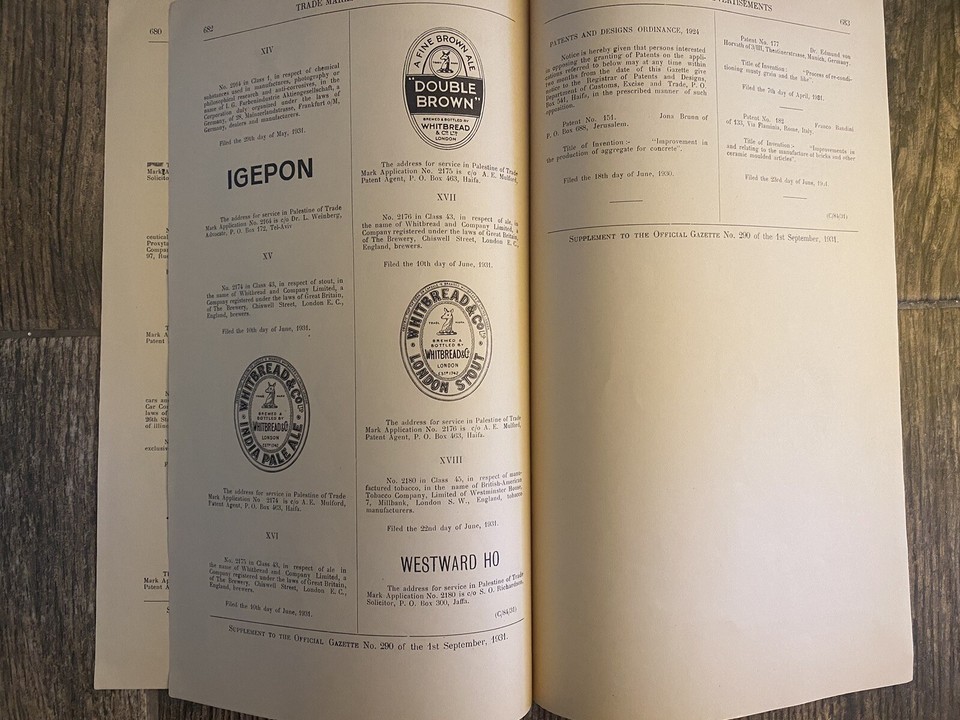 680
682
TRADE MAR
XIV
No. 2164 in Class 1, in respect of chemical
substances used in manufactures, photography or
philosophical research and anti-corrosives, in the
name of I. G. Farbenindustrie Aktiengesellschaft, a
Corporation duly organised under the laws of
Germany, of 28, Mainzerlandstrasse, Frankfurt o/M,
Germany, dealers and manufacturers.
Filed the 29th day of May, 1931.
IGEPON
The address for service in Palestine of Trade
Mark Application No. 2164 is c/o Dr. L. Weinberg,
Advocate, P. O. Box 172, Tel-Aviv
XV
No. 2174 in Class 43, in respect of stout, in
the name of Whitbread and Company Limited, a
Company registered under the laws of Great Britain,
of The Brewery, Chiswell Street, London E. C.,
England, brewers.
Filed the 10th day of June, 1931.
WHITBREAD & CO LTD
TRADE MARK
BREWED &
BOTTLED BY
WHITBREAD & Co
LONDON
ESTD 1742
INDIA PALE ALE
The address for service in Palestine of Trade
Mark Application No. 2174 is c/o A. E. Mulford,
Patent Agent, P. O. Box 463, Haifa.
XVI
No. 2175 in Class 43, in respect of ale in
the name of Whitbread and Company Limited, a
Company registered under the laws of Great Britain,
of The Brewery, Chiswell Street, London E. C.,
England, brewers.
Filed the 10th day of June, 1931.
A FINE BROWN ALE
"DOUBLE
BROWN"
BREWED & BOTTLED BY
WHITBREAD
& CO LTD
LONDON
The address for service in Palestine of Trade
Mark Application No. 2175 is c/o A. E. Mulford,
Patent Agent, P. O. Box 463, Haifa.
XVII
No. 2176 in Class 43, in respect of ale, in
the name of Whitbread and Company Limited, a
Company registered under the laws of Great Britain,
of The Brewery, Chiswell Street, London E. C.,
England, brewers.
Filed the 10th day of June, 1931.
WHITBREAD & CO LTD
TRADE MARK
BREWED &
BOTTLED BY
WHITBREAD & Co
LONDON
ESTD 1742
LONDON STOUT
The address for service in Palestine of Trade
Mark Application No. 2176 is c/o A. E. Mulford,
Patent Agent, P. O. Box 463, Haifa.
XVIII
No. 2180 in Class 45, in respect of manu-
factured tobacco, in the name of British-American
Tobacco Company, Limited of Westminster House,
7, Millbank, London S. W., England, tobacco
manufacturers.
Filed the 22nd day of June, 1931.
WESTWARD HO
The address for service in Palestine of Trade
Mark Application No. 2180 is c/o S. O. Richardson,
Solicitor, P. O. Box 300, Jaffa.
(C/84/31)
SUPPLEMENT TO THE OFFICIAL GAZETTE No. 290 of the 1st September, 1931.
VERTISEMENTS
683
PATENTS AND DESIGNS ORDINANCE, 1924
Notice is hereby given that persons interested
in opposing the granting of Patents on the appli-
cations referred to below may at any time within
two months from the date of this Gazette give
notice to the Registrar of Patents and Designs,
Department of Customs, Excise and Trade, P. O.
Box 541, Haifa, in the prescribed manner of such
opposition.
Patent No. 151. Jona Brunn of
P. O. Box 688, Jerusalem.
Title of Invention:- "Improvement in
the production of aggregate for concrete".
Filed the 18th day of June, 1930.
Patent No. 177 Dr. Edmund von
Horvath of 3/III, Theatinerstrasse, Munich, Germany.
Title of Invention:- "Process of re-condi-
tioning musty grain and the like".
Filed the 7th day of April, 1931.
Patent No. 182 Franco Bandini
of 133, Via Flaminia, Rome, Italy.
Title of Invention:- "Improvements in
and relating to the manufacture of bricks and other
ceramic moulded articles".
Filed the 23rd day of June, 1931
(C/84/31)
SUPPLEMENT TO THE OFFICIAL GAZETTE No. 290 of the 1st September, 1931.